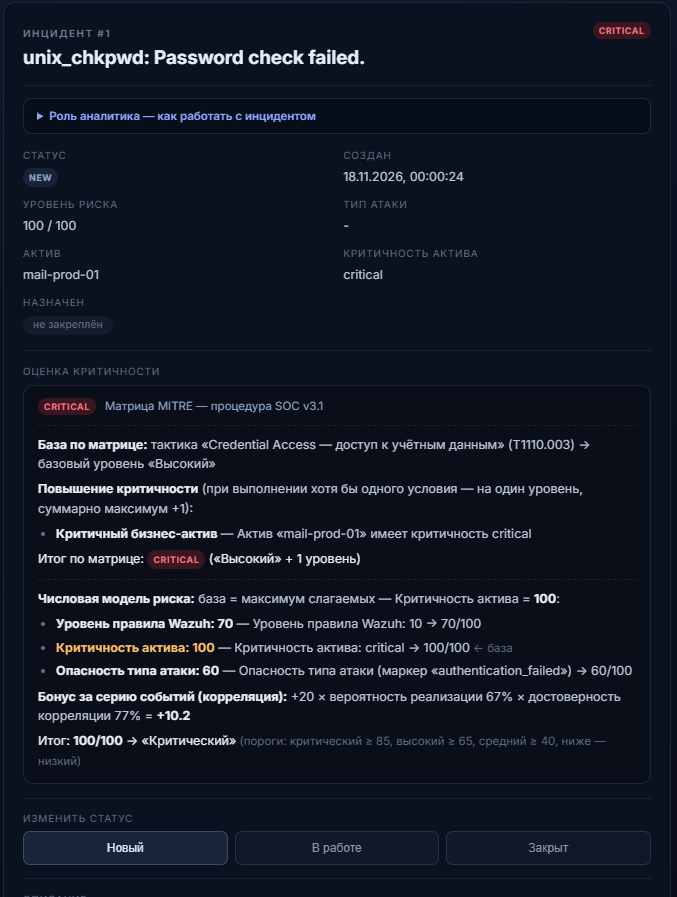 ИНЦИДЕНТ #1
CRITICAL
unix_chkpwd: Password check failed.
▶ Роль аналитика — как работать с инцидентом
СТАТУС
СОЗДАН
NEW
18.11.2026, 00:00:24
УРОВЕНЬ РИСКА
ТИП АТАКИ
100 / 100
-
АКТИВ
КРИТИЧНОСТЬ АКТИВА
mail-prod-01
critical
НАЗНАЧЕН
не закреплён
ОЦЕНКА КРИТИЧНОСТИ
CRITICAL Матрица MITRE — процедура SOC v3.1
База по матрице: тактика «Credential Access — доступ к учётным данным» (T1110.003) →
базовый уровень «Высокий»
Повышение критичности (при выполнении хотя бы одного условия — на один уровень,
суммарно максимум +1):
• Критичный бизнес-актив — Актив «mail-prod-01» имеет критичность critical
Итог по матрице: CRITICAL («Высокий» + 1 уровень)
Числовая модель риска: база = максимум слагаемых — Критичность актива = 100:
• Уровень правила Wazuh: 70 — Уровень правила Wazuh: 10 → 70/100
• Критичность актива: 100 — Критичность актива: critical → 100/100 ← база
• Опасность типа атаки: 60 — Опасность типа атаки (маркер «authentication_failed») → 60/100
Бонус за серию событий (корреляция): +20 × вероятность реализации 67% × достоверность
корреляции 77% = +10.2
Итог: 100/100 → «Критический» (пороги: критический ≥ 85, высокий ≥ 65, средний ≥ 40, ниже —
низкий)
ИЗМЕНИТЬ СТАТУС
Новый
В работе
Закрыт